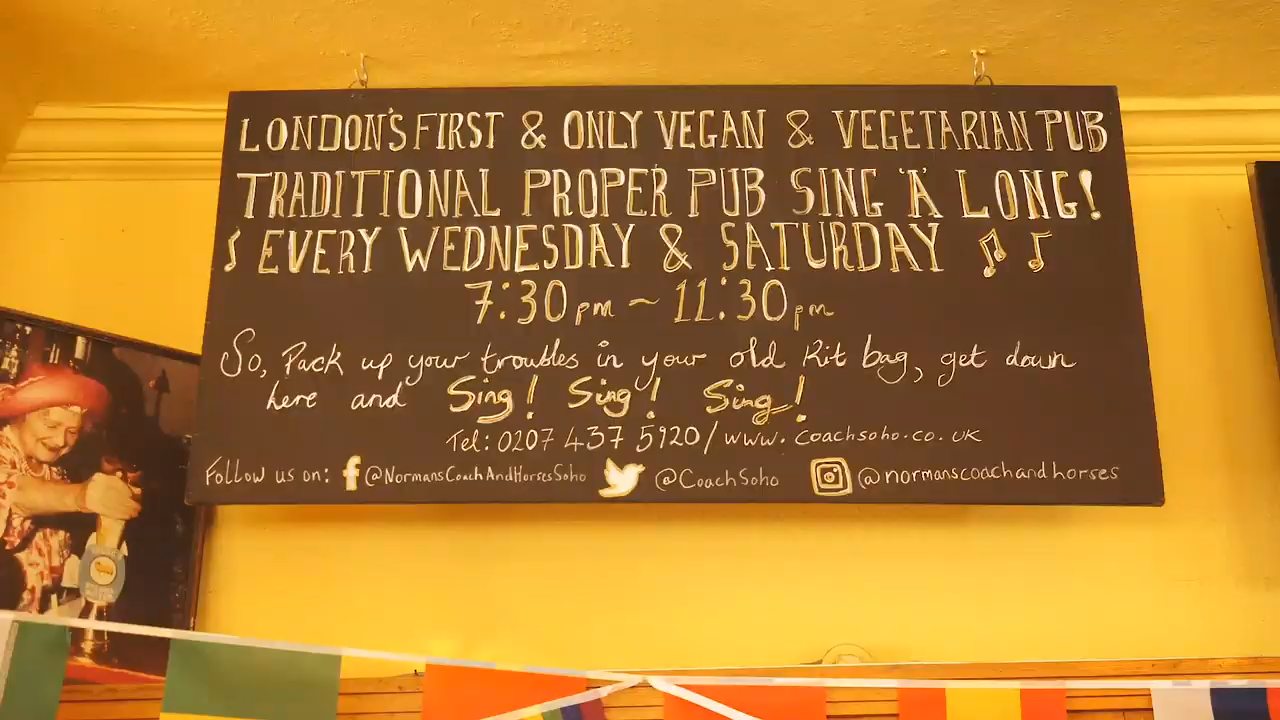 LONDON'S FIRST & ONLY VEGAN & VEGETARIAN PUB
TRADITIONAL PROPER PUB SING 'A' LONG!
EVERY WEDNESDAY & SATURDAY
7:30pm ~ 11:30pm
So, Pack up your troubles in your old Kit bag, get down
here and Sing! Sing! Sing!
Tel: 0207 437 5920/www.coachsoho.co.uk
Follow us on: @NormansCoachAndHorsesSoho @CoachSoho @normanscoachandhorses